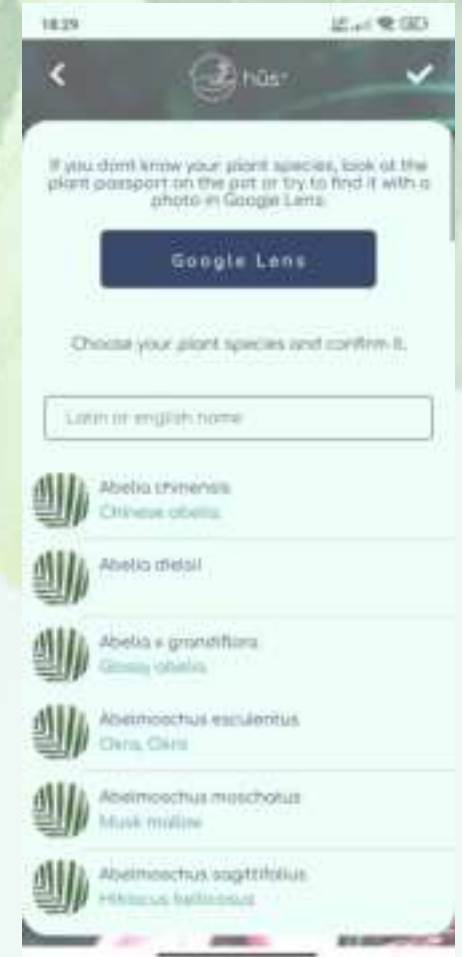 18:29
hūs
If you dont know your plant species, look at the
plant passport on the pot or try to find it with a
photo in Google Lens.
Google Lens
Choose your plant species and confirm it.
Latin or english name
Abelia chinensis
Chinese abelia
Abelia dielsii
Abelia x grandiflora
Glossy abelia
Abelmoschus esculentus
Okra, Okro
Abelmoschus moschatus
Musk mallow
Abelmoschus sagittifolius
Hibiscus